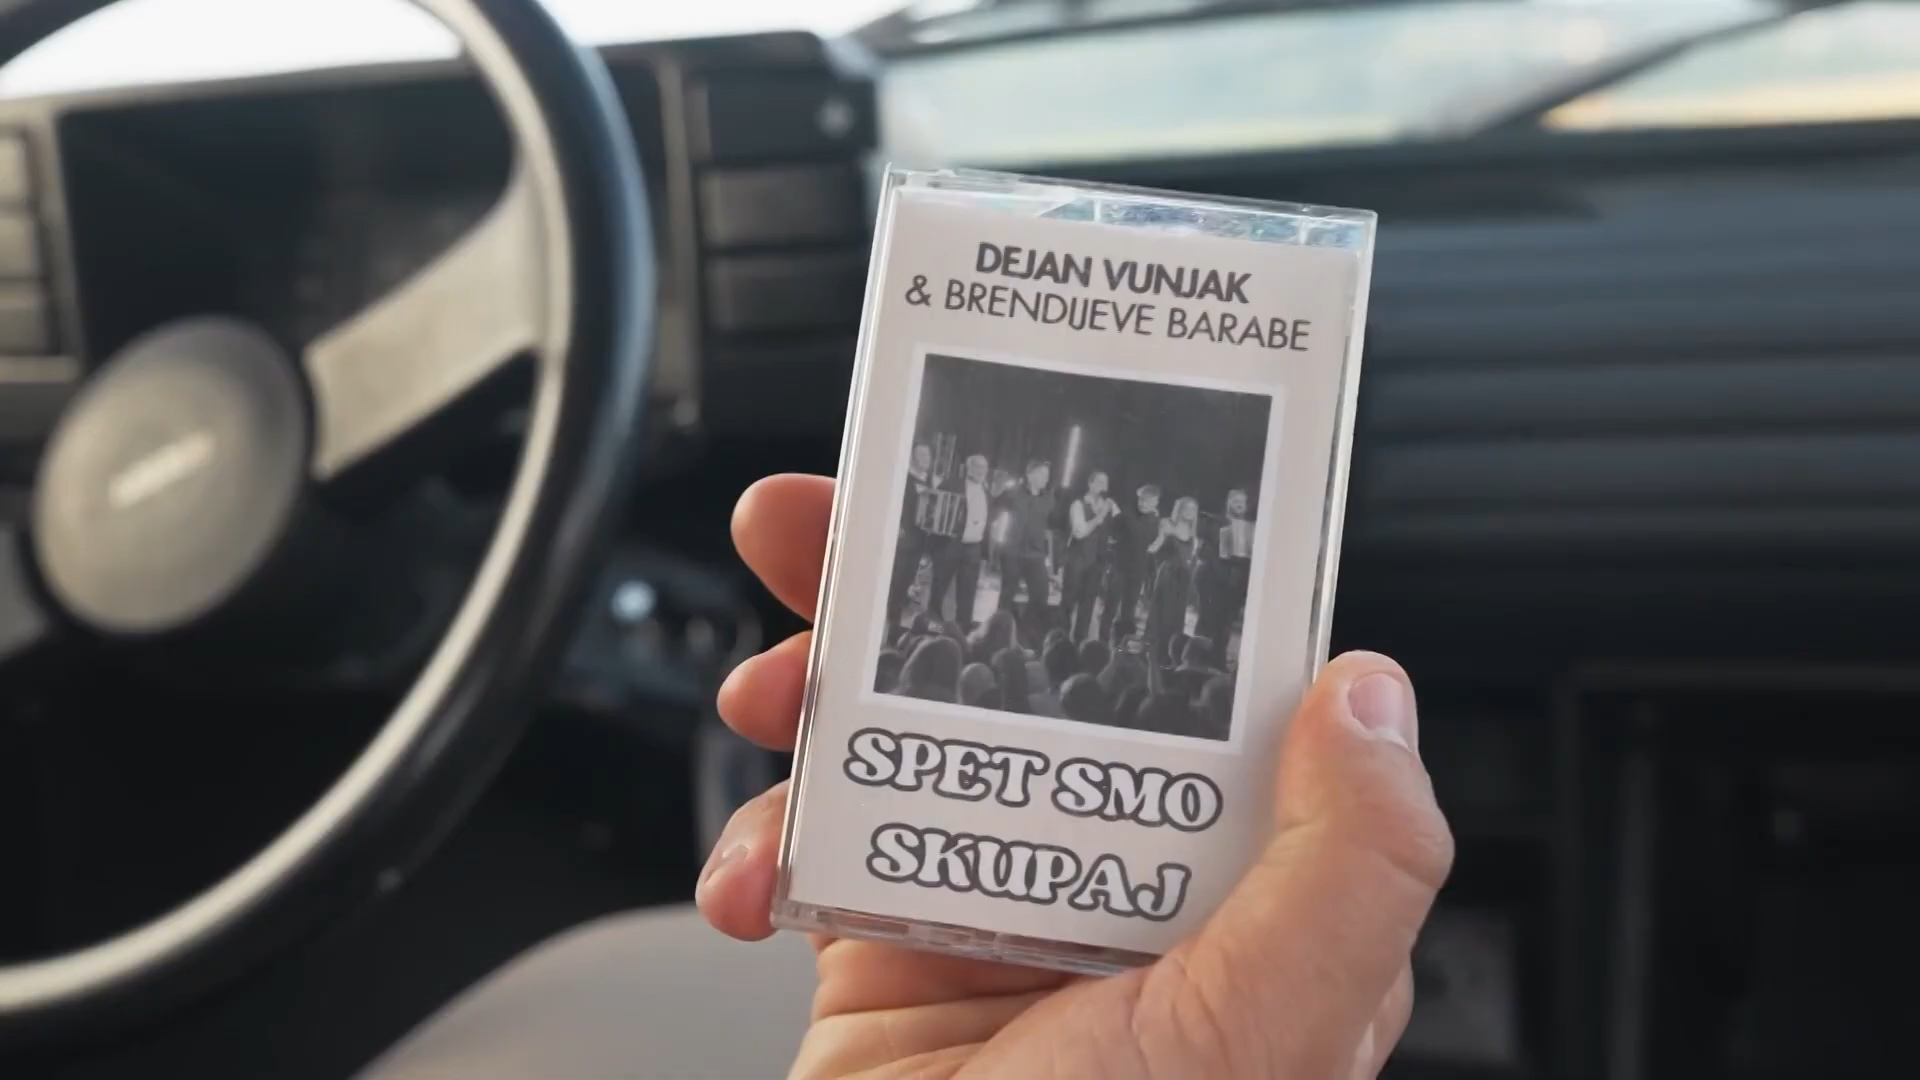 DEJAN VUNJAK
& BRENDIJEVE BARABE
SPET SMO
SKUPAJ